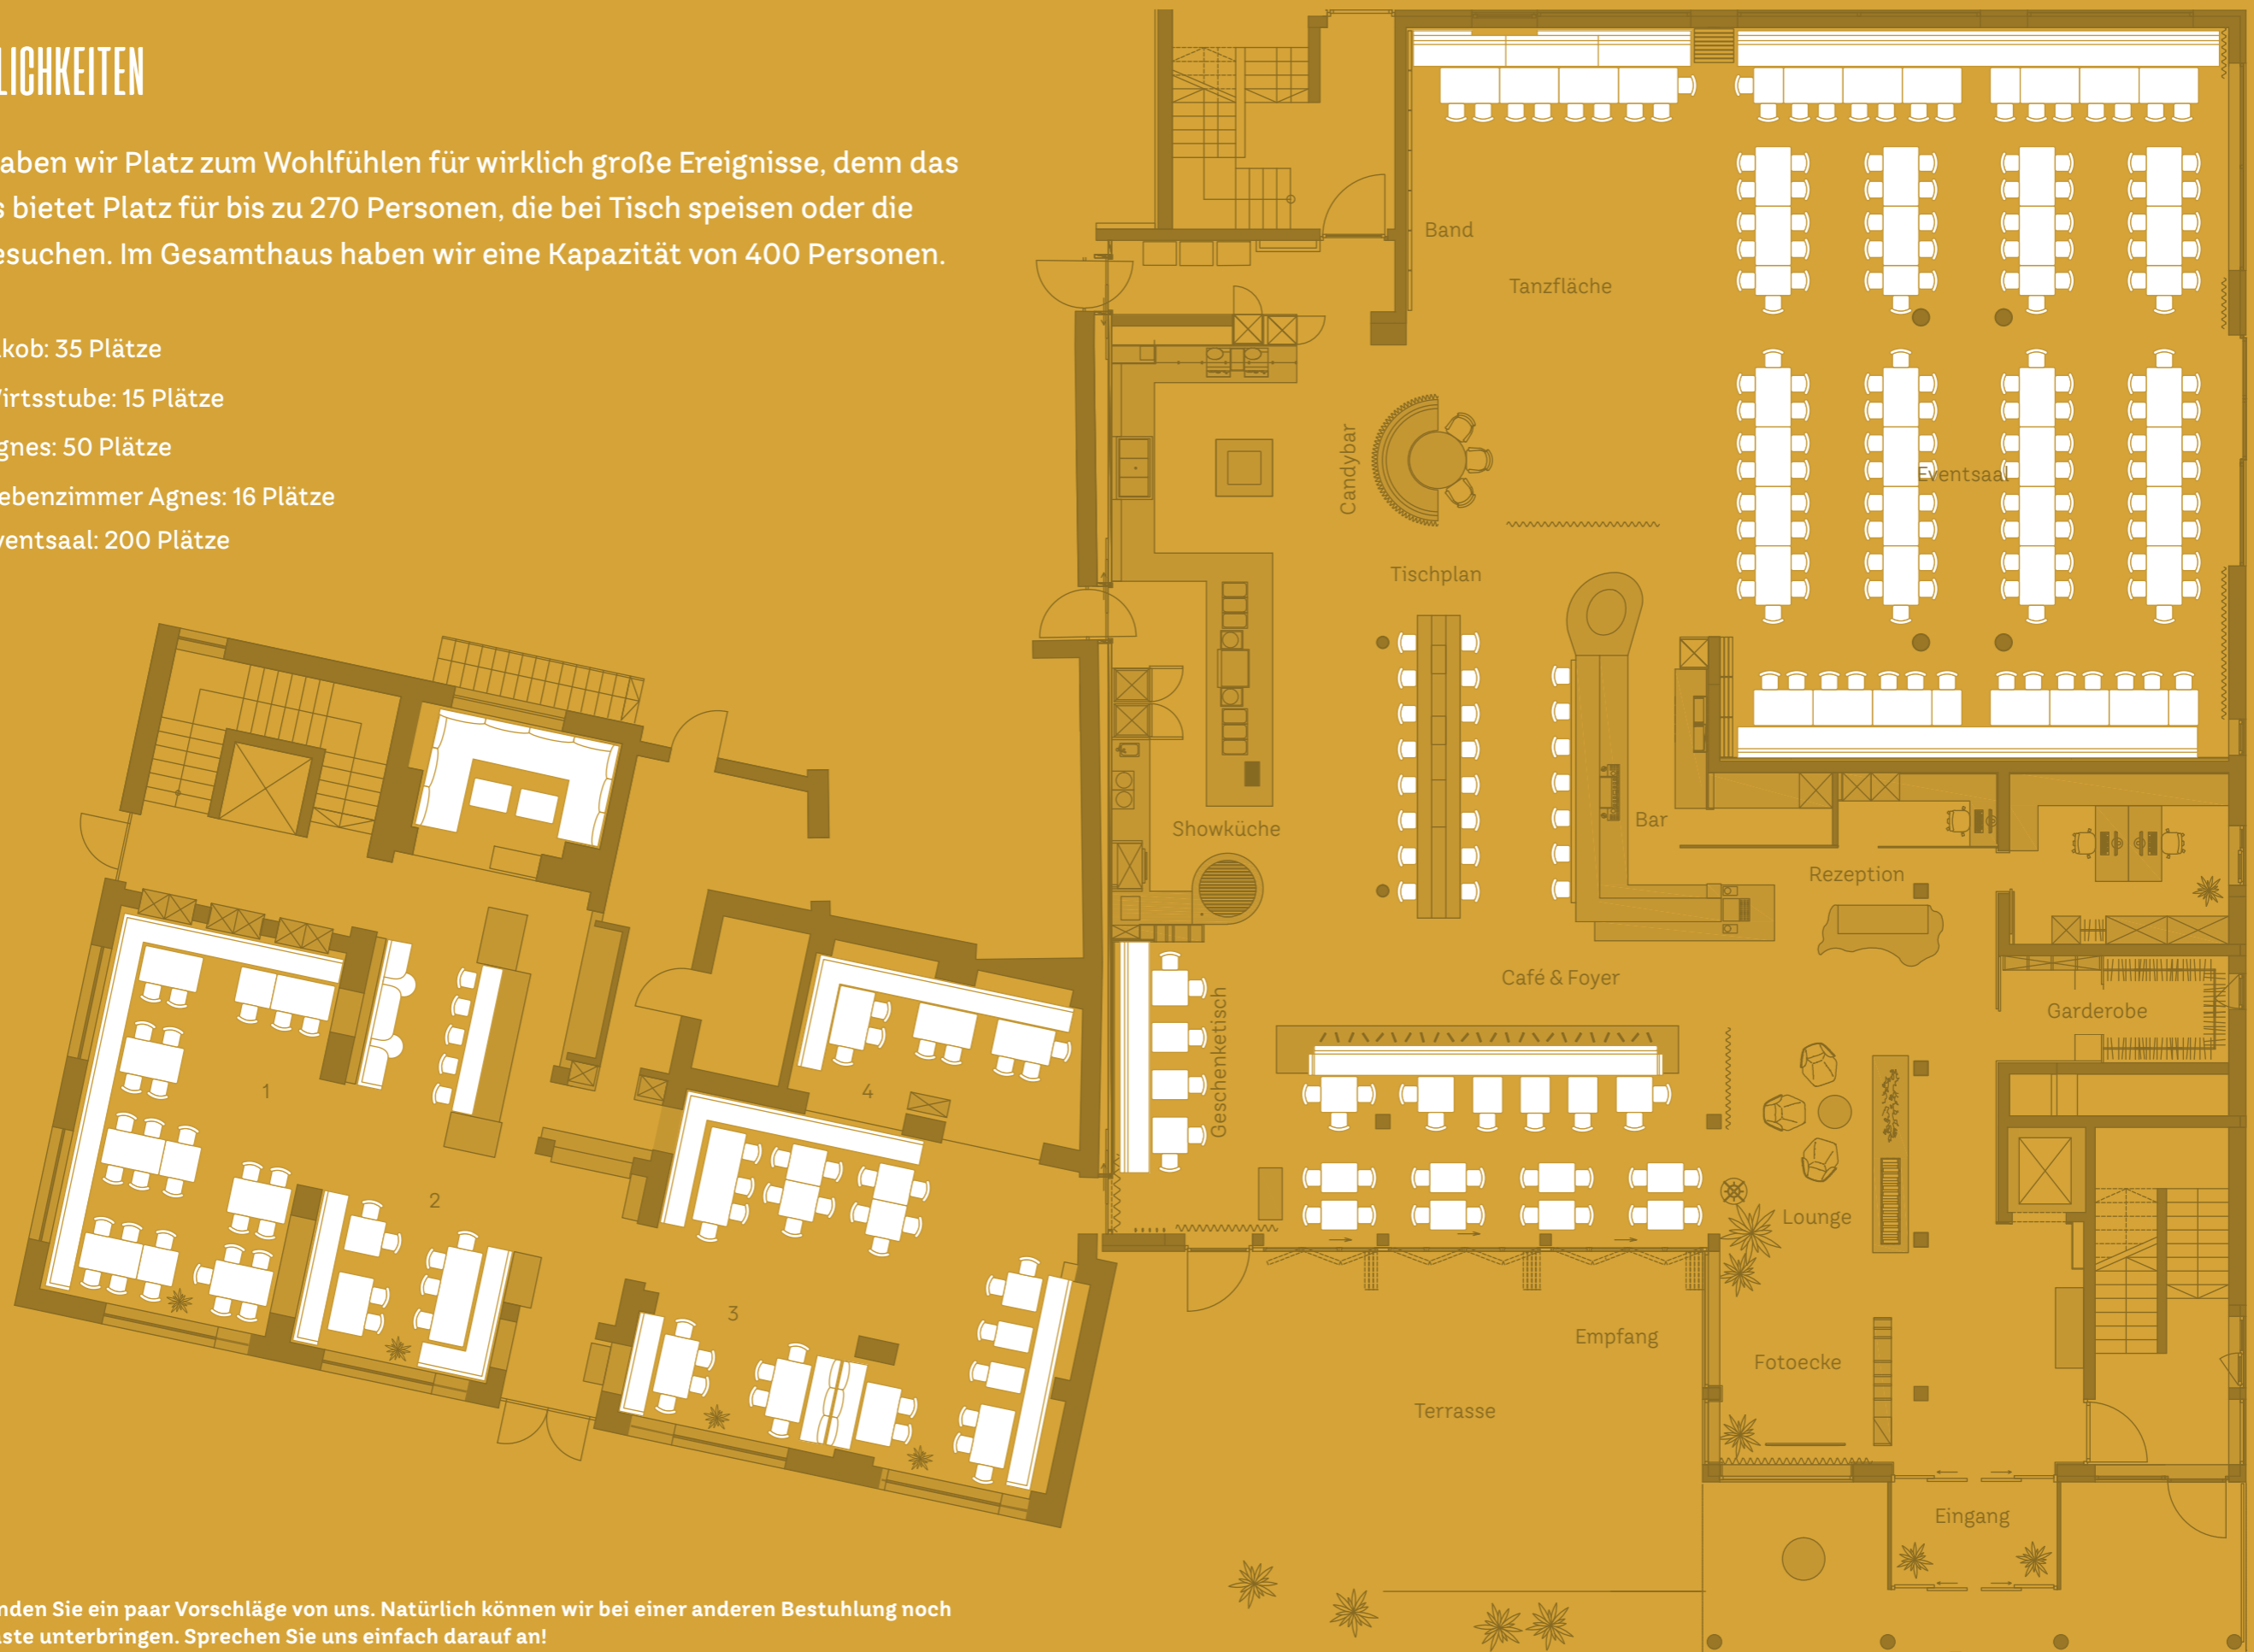 LICHKEITEN
aben wir Platz zum Wohlfühlen für wirklich große Ereignisse, denn das
s bietet Platz für bis zu 270 Personen, die bei Tisch speisen oder die
esuchen. Im Gesamthaus haben wir eine Kapazität von 400 Personen.
kob: 35 Plätze
irtsstube: 15 Plätze
gnes: 50 Plätze
ebenzimmer Agnes: 16 Plätze
ventsaal: 200 Plätze
Band
Tanzfläche
Candybar
Eventsaal
Tischplan
Showküche
Bar
Rezeption
Café & Foyer
Geschenketisch
Garderobe
1
2
3
4
Lounge
Empfang
Fotoecke
Terrasse
Eingang
nden Sie ein paar Vorschläge von uns. Natürlich können wir bei einer anderen Bestuhlung noch
ste unterbringen. Sprechen Sie uns einfach darauf an!